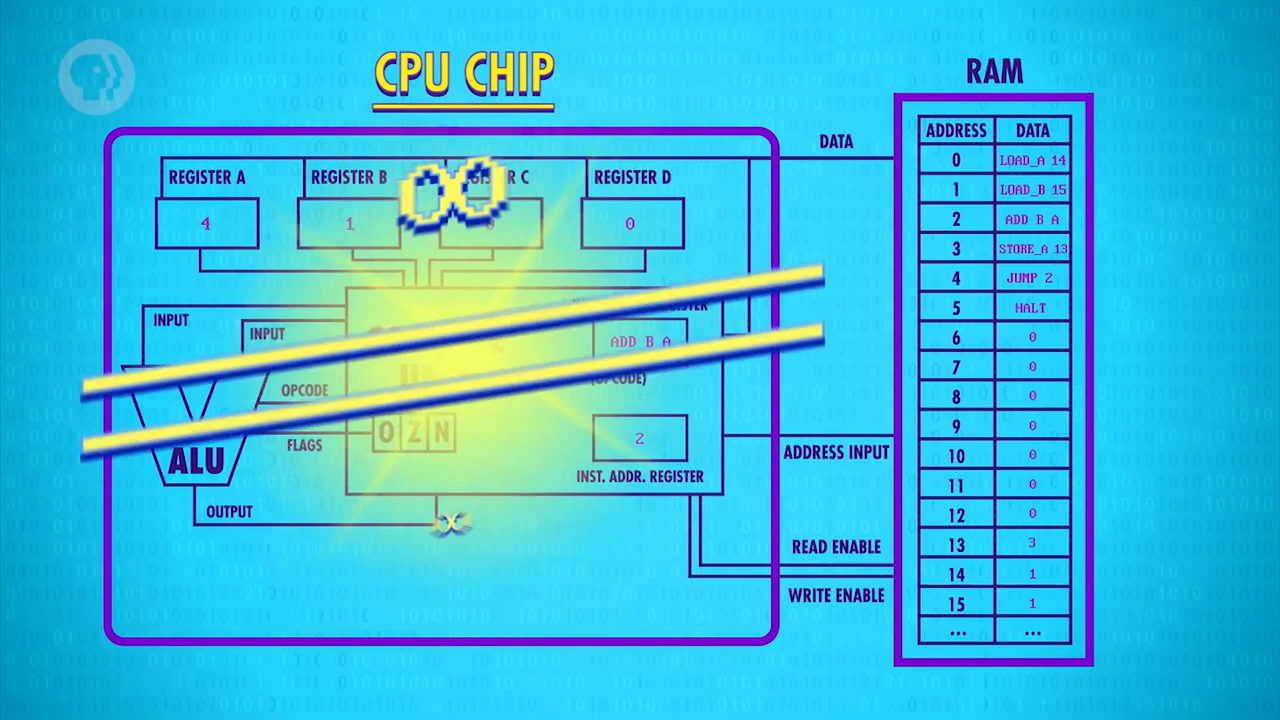 CPU CHIP
RAM
DATA
ADDRESS DATA
0 LOAD_A 14
1 LOAD_B 15
2 ADD B A
3 STORE_A 13
4 JUMP 2
5 HALT
6 0
7 0
8 0
9 0
10 0
11 0
12 0
13 3
14 1
15 1
... ...
REGISTER A
4
REGISTER B
1
REGISTER D
0
INPUT
INPUT
OPCODE
FLAGS
ALU
OUTPUT
O Z N
ADD B A
(OPCODE)
2
INST. ADDR. REGISTER
ADDRESS INPUT
READ ENABLE
WRITE ENABLE